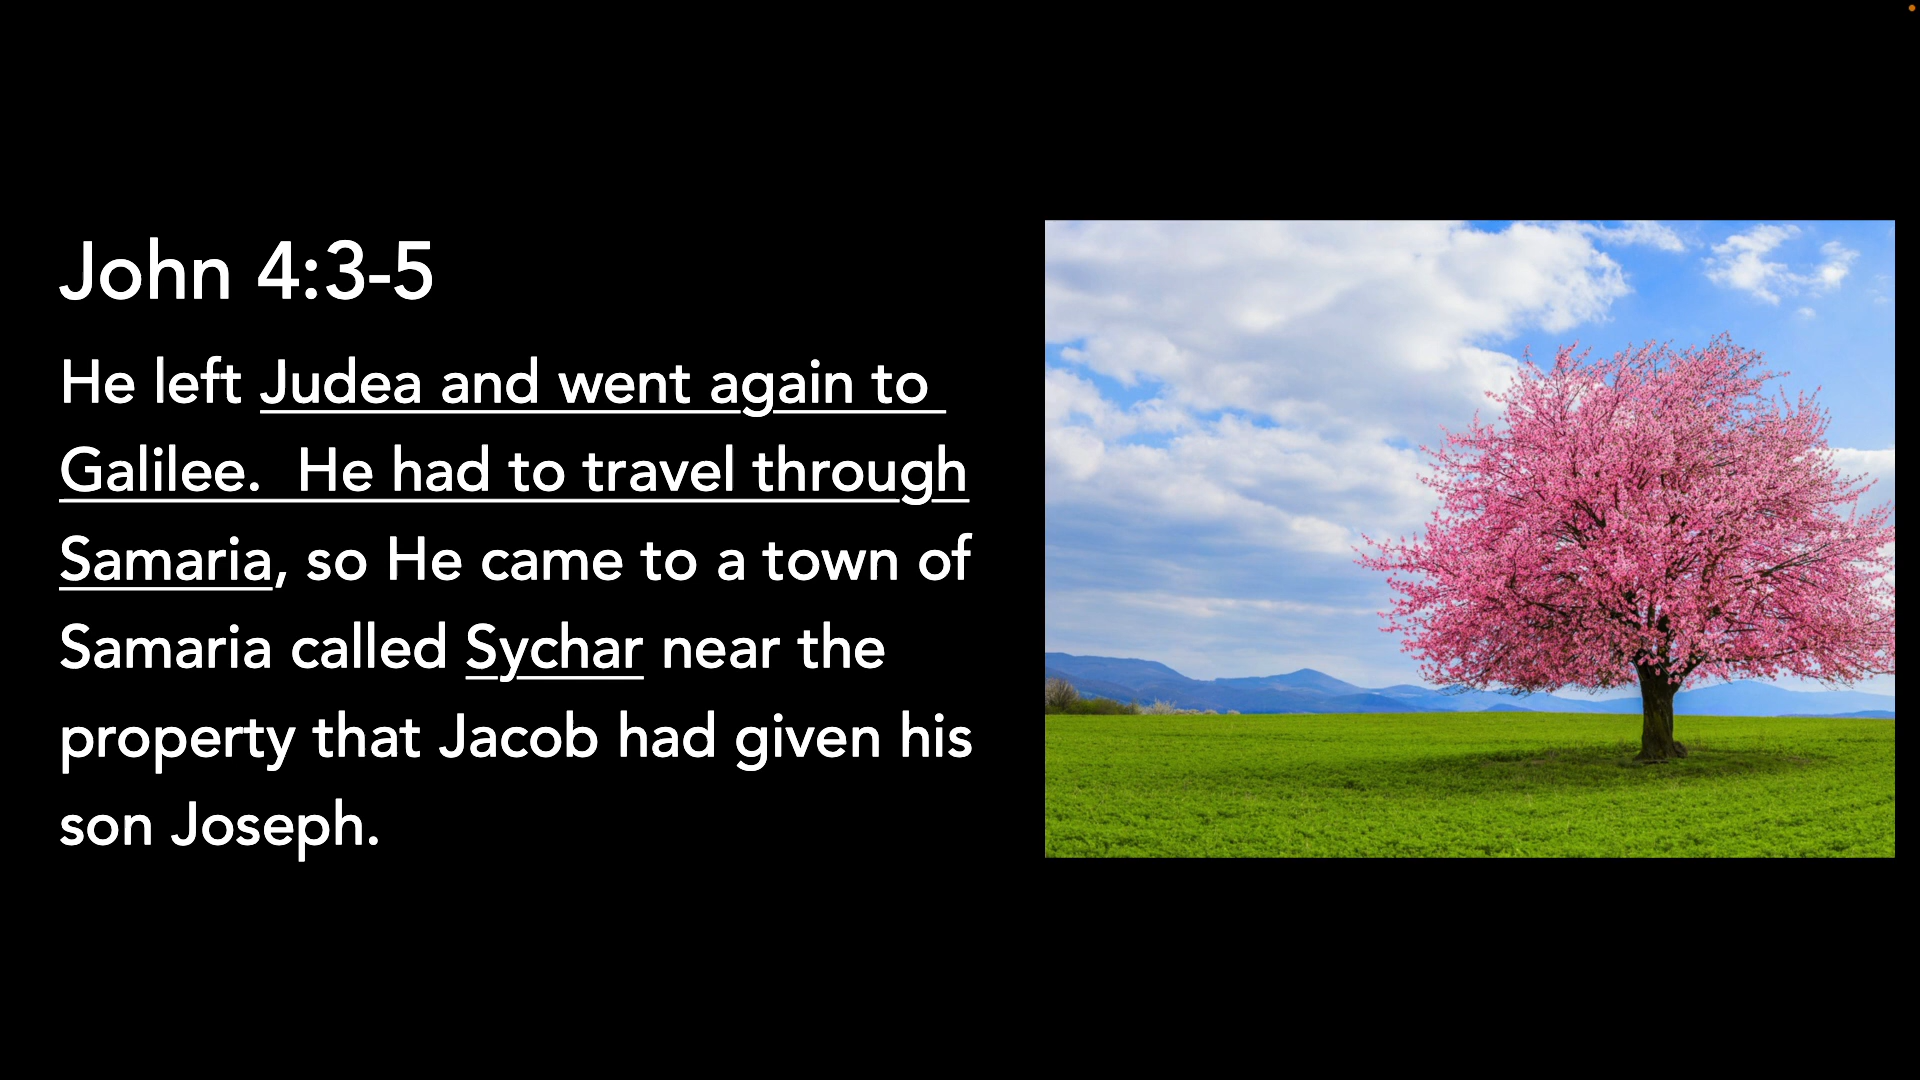 John 4:3-5
He left Judea and went again to
Galilee.  He had to travel through
Samaria, so He came to a town of
Samaria called Sychar near the
property that Jacob had given his
son Joseph.